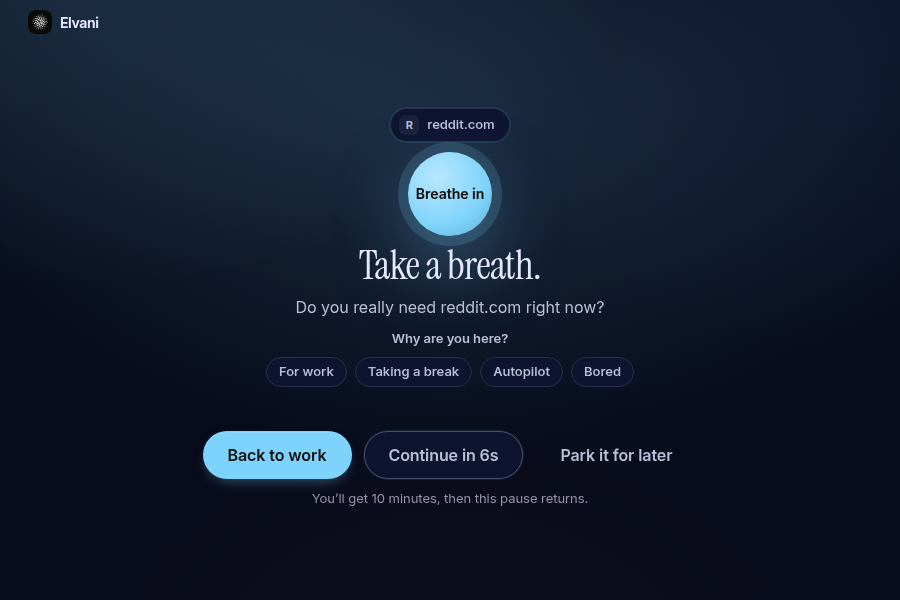 Elvani
R reddit.com
Breathe in
Take a breath.
Do you really need reddit.com right now?
Why are you here?
For work Taking a break Autopilot Bored
Back to work Continue in 6s Park it for later
You’ll get 10 minutes, then this pause returns.